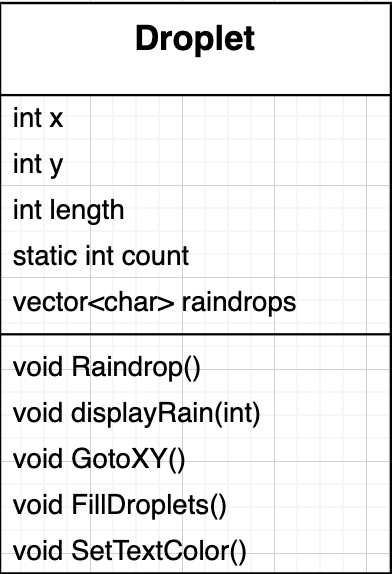 Droplet
int x
int y
int length
static int count
vector<char> raindrops
void Raindrop()
void displayRain(int)
void GotoXY()
void FillDroplets()
void SetTextColor()